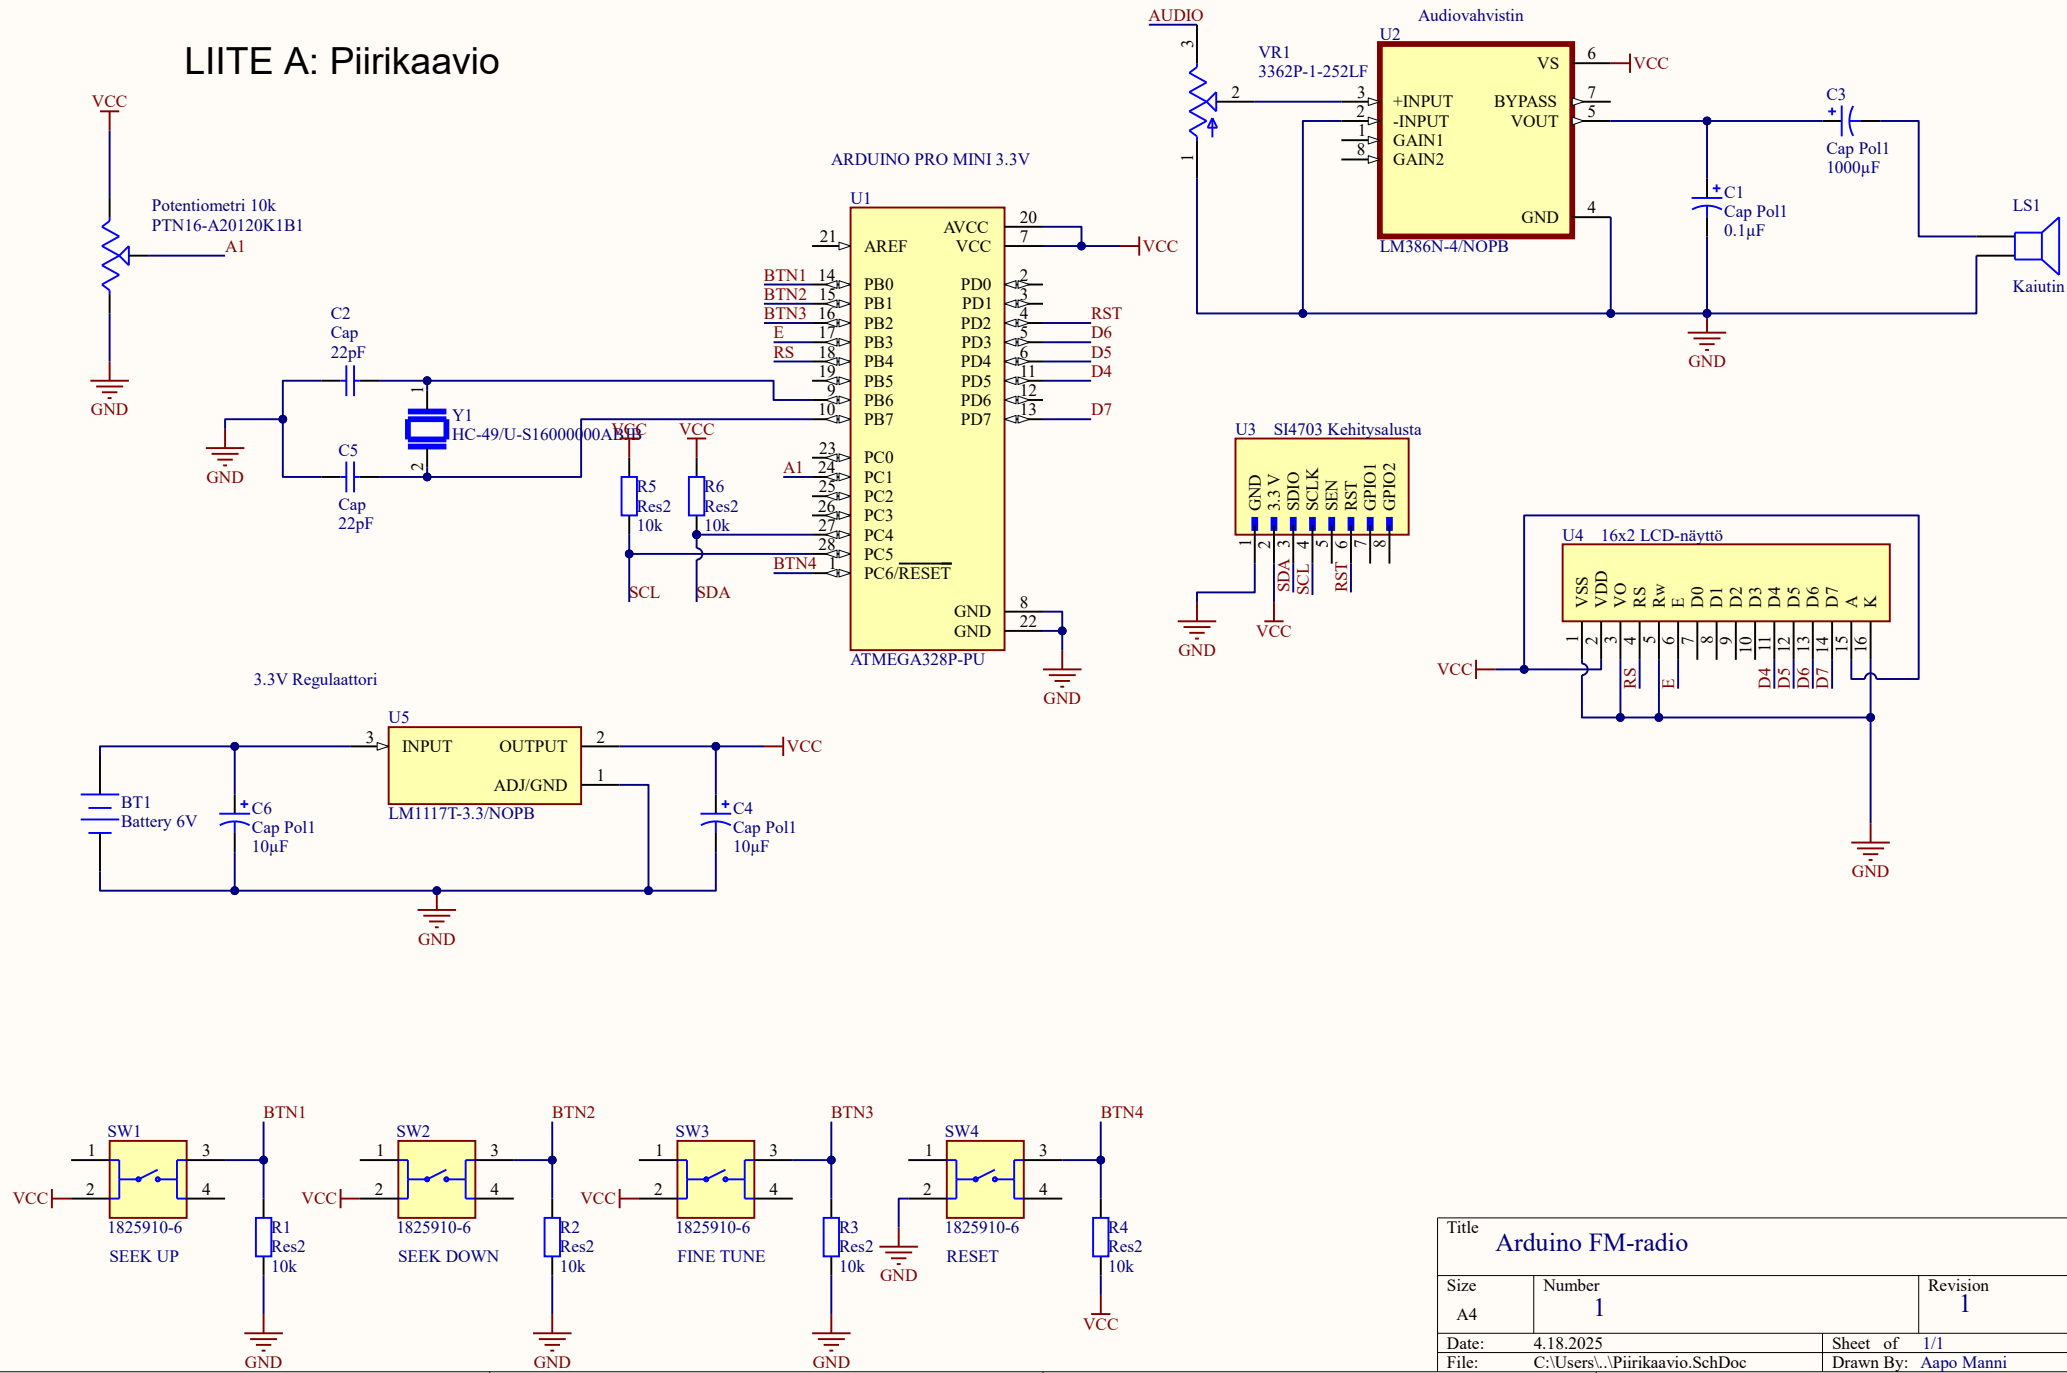 LIITE A: Piirikaavio
VCC
Potentiometri 10k
PTN16-A20120K1B1
A1
GND
C2
Cap
22pF
1
Y1
HC-49/U-S16000000ABJB
2
GND
C5
Cap
22pF
VCC
R5
Res2
10k
SCL
VCC
R6
Res2
10k
SDA
ARDUINO PRO MINI 3.3V
U1
21 AREF
BTN1 14 PB0
BTN2 15 PB1
BTN3 16 PB2
E 17 PB3
RS 18 PB4
19 PB5
9 PB6
10 PB7
23 PC0
A1 24 PC1
25 PC2
26 PC3
27 PC4
28 PC5
BTN4 1 PC6/RESET
AVCC 20
VCC 7 VCC
PD0 2
PD1 3
PD2 4 RST
PD3 5 D6
PD4 6 D5
PD5 11 D4
PD6 12
PD7 13 D7
GND 8
GND 22
GND
ATMEGA328P-PU
AUDIO
3
VR1
3362P-1-252LF
2
1
Audiovahvistin
U2
3 +INPUT
2 -INPUT
1 GAIN1
8 GAIN2
VS 6 VCC
BYPASS 7
VOUT 5
GND 4
LM386N-4/NOPB
C3
Cap Pol1
1000µF
C1
Cap Pol1
0.1µF
GND
LS1
Kaiutin
U3 SI4703 Kehitysalusta
GND 1
3.3 V 2
SDIO 3 SDA
SCLK 4 SCL
SEN 5
RST 6 RST
GPIO1 7
GPIO2 8
GND
VCC
U4 16x2 LCD-näyttö
VSS 1
VDD 2
VO 3
RS 4 RS
Rw 5
E 6 E
D0 7
D1 8
D2 9
D3 10
D4 11 D4
D5 12 D5
D6 13 D6
D7 14 D7
A 15
K 16
VCC
GND
3.3V Regulaattori
U5
3 INPUT
OUTPUT 2 VCC
ADJ/GND 1
LM1117T-3.3/NOPB
BT1
Battery 6V
C6
Cap Pol1
10µF
C4
Cap Pol1
10µF
GND
SW1
1
2
3
4
VCC
1825910-6
SEEK UP
BTN1
R1
Res2
10k
GND
SW2
1
2
3
4
VCC
1825910-6
SEEK DOWN
BTN2
R2
Res2
10k
GND
SW3
1
2
3
4
VCC
1825910-6
FINE TUNE
BTN3
R3
Res2
10k
GND
SW4
1
2
3
4
GND
1825910-6
RESET
BTN4
R4
Res2
10k
VCC
Title
Arduino FM-radio
Size
A4
Number
1
Revision
1
Date: 4.18.2025
Sheet of 1/1
File: C:\Users\..\Piirikaavio.SchDoc
Drawn By: Aapo Manni